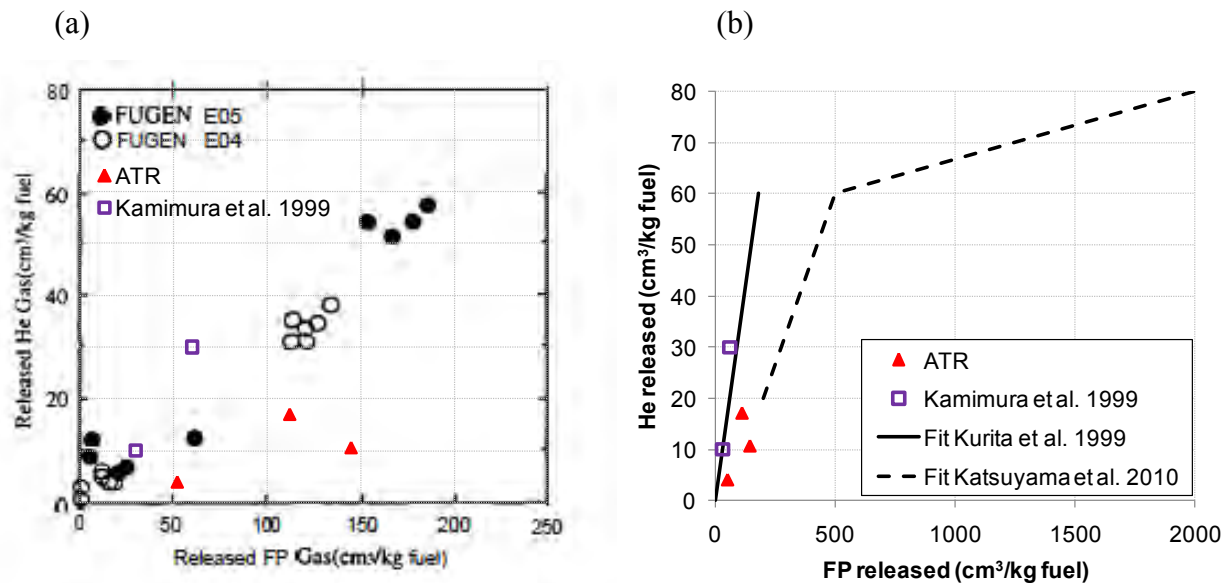 (a)
80
60
40
20
0
FUGEN E05
FUGEN E04
ATR
Kamimura et al. 1999
Released He Gas(cm³/kg fuel)
0 50 100 150 200 250
Released FP Gas(cm³/kg fuel)
(b)
80
70
60
50
40
30
20
10
0
He released (cm³/kg fuel)
ATR
Kamimura et al. 1999
Fit Kurita et al. 1999
Fit Katsuyama et al. 2010
0 500 1000 1500 2000
FP released (cm³/kg fuel)